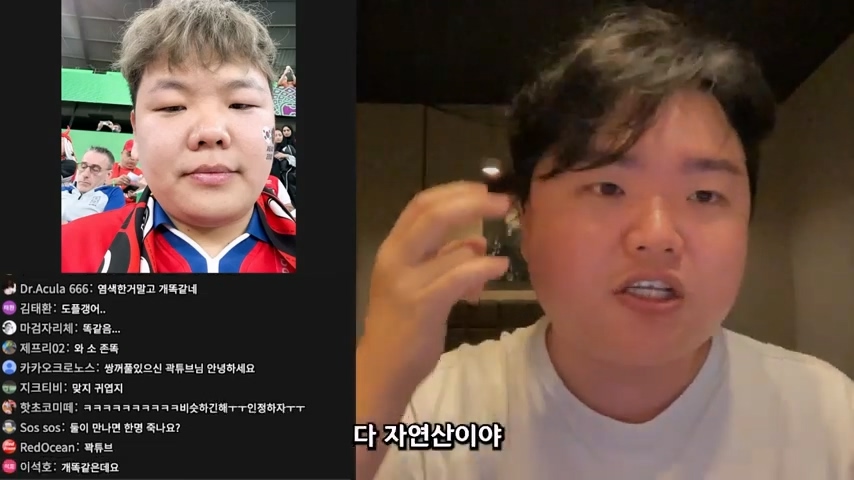 Dr.Acula 666: 염색한거말고 개똑같네
김태환: 도플갱어..
마검자리체: 똑같음...
제프리02: 와 소 존똑
카카오크로노스: 쌍꺼풀있으신 곽튜브님 안녕하세요
지크티비: 맞지 귀엽지
핫초코미떼: ㅋㅋㅋㅋㅋㅋㅋㅋㅋㅋ비슷하긴해ㅜㅜ인정하자ㅜㅜ
Sos sos: 둘이 만나면 한명 죽나요?
RedOcean: 곽튜브
이석호: 개똑같은데요
다 자연산이야